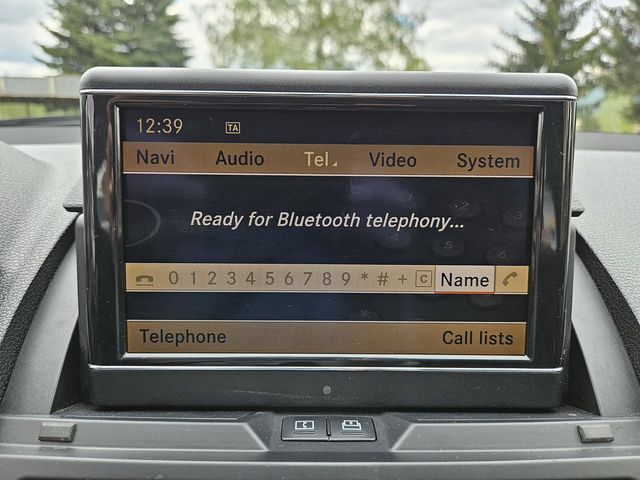 12:39 TA
Navi Audio Tel Video System
Ready for Bluetooth telephony...
0 1 2 3 4 5 6 7 8 9 * # + C Name
Telephone Call lists